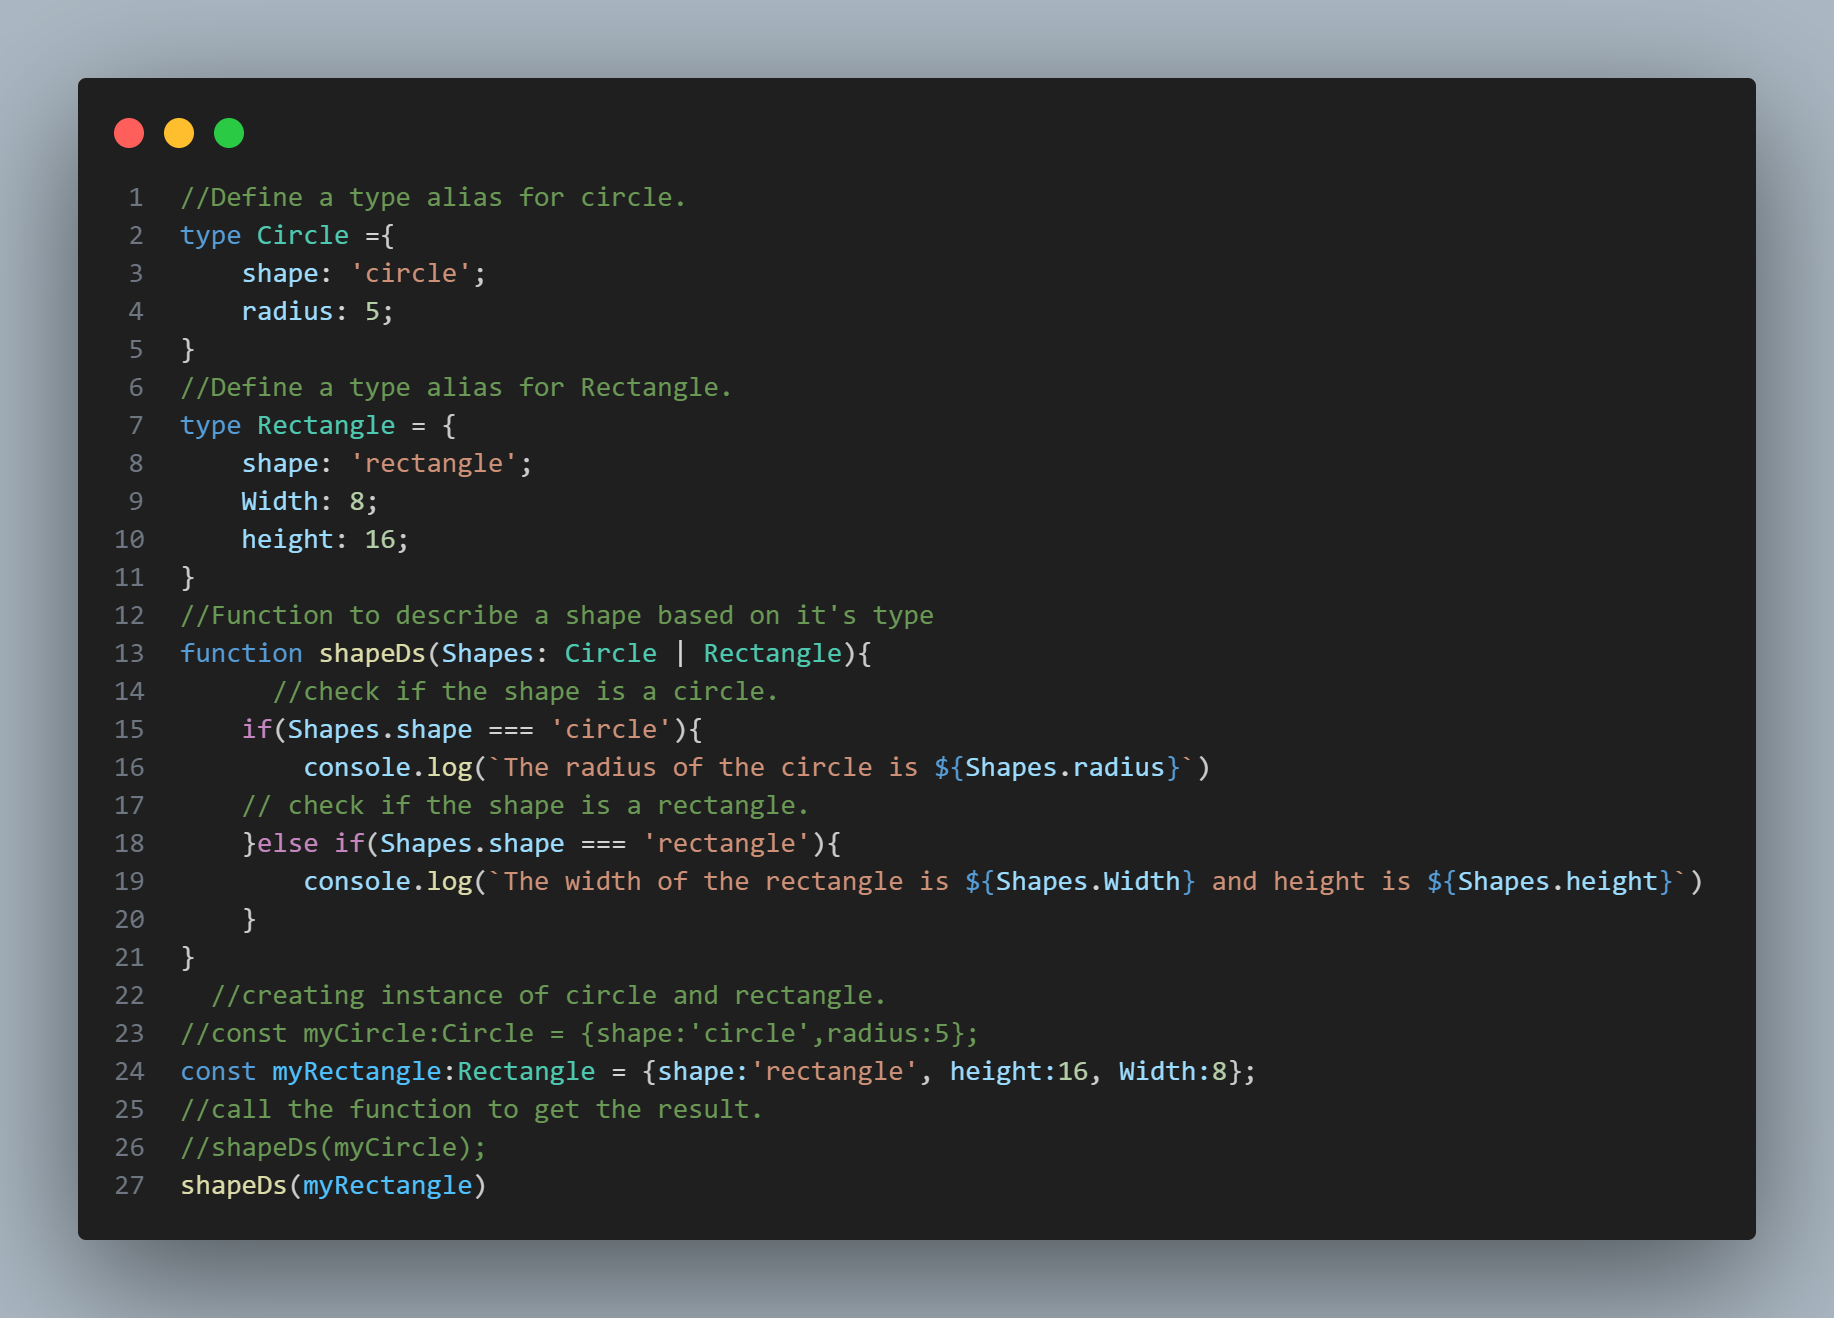 1 //Define a type alias for circle.
2 type Circle ={
3     shape: 'circle';
4     radius: 5;
5 }
6 //Define a type alias for Rectangle.
7 type Rectangle = {
8     shape: 'rectangle';
9     Width: 8;
10     height: 16;
11 }
12 //Function to describe a shape based on it's type
13 function shapeDs(Shapes: Circle | Rectangle){
14       //check if the shape is a circle.
15     if(Shapes.shape === 'circle'){
16         console.log(`The radius of the circle is ${Shapes.radius}`)
17     // check if the shape is a rectangle.
18     }else if(Shapes.shape === 'rectangle'){
19         console.log(`The width of the rectangle is ${Shapes.Width} and height is ${Shapes.height}`)
20     }
21 }
22   //creating instance of circle and rectangle.
23 //const myCircle:Circle = {shape:'circle',radius:5};
24 const myRectangle:Rectangle = {shape:'rectangle', height:16, Width:8};
25 //call the function to get the result.
26 //shapeDs(myCircle);
27 shapeDs(myRectangle)